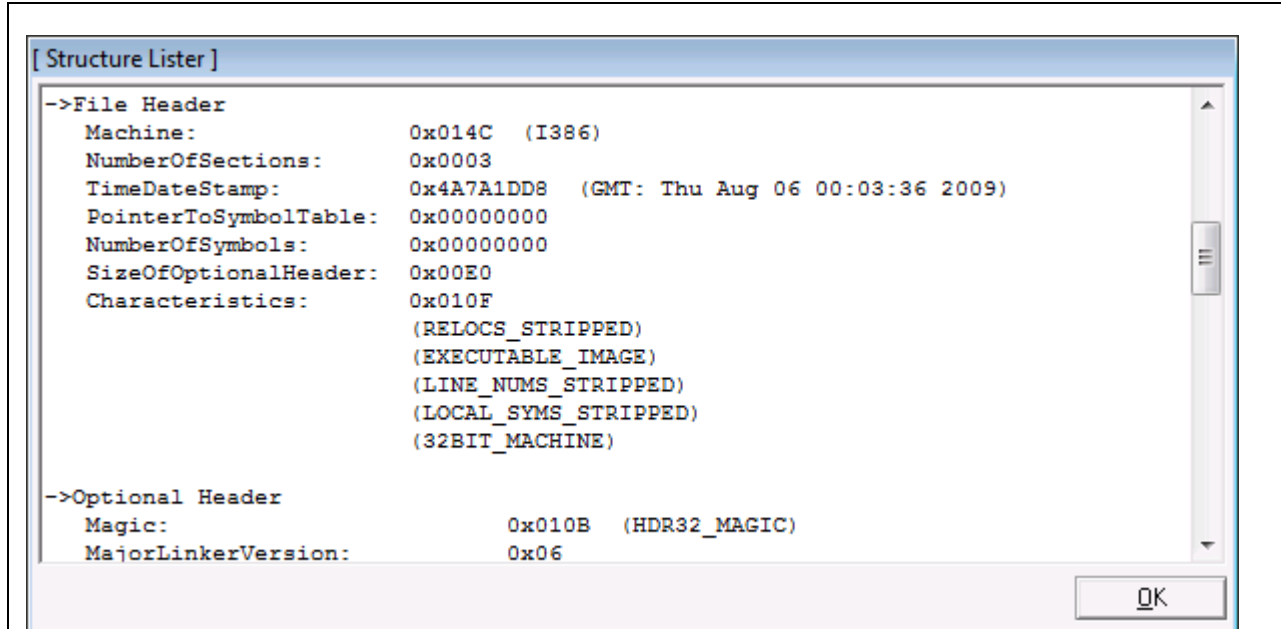 [ Structure Lister ]
->File Header
Machine: 0x014C (I386)
NumberOfSections: 0x0003
TimeDateStamp: 0x4A7A1DD8 (GMT: Thu Aug 06 00:03:36 2009)
PointerToSymbolTable: 0x00000000
NumberOfSymbols: 0x00000000
SizeOfOptionalHeader: 0x00E0
Characteristics: 0x010F
(RELOCS_STRIPPED)
(EXECUTABLE_IMAGE)
(LINE_NUMS_STRIPPED)
(LOCAL_SYMS_STRIPPED)
(32BIT_MACHINE)
->Optional Header
Magic: 0x010B (HDR32_MAGIC)
MajorLinkerVersion: 0x06
OK